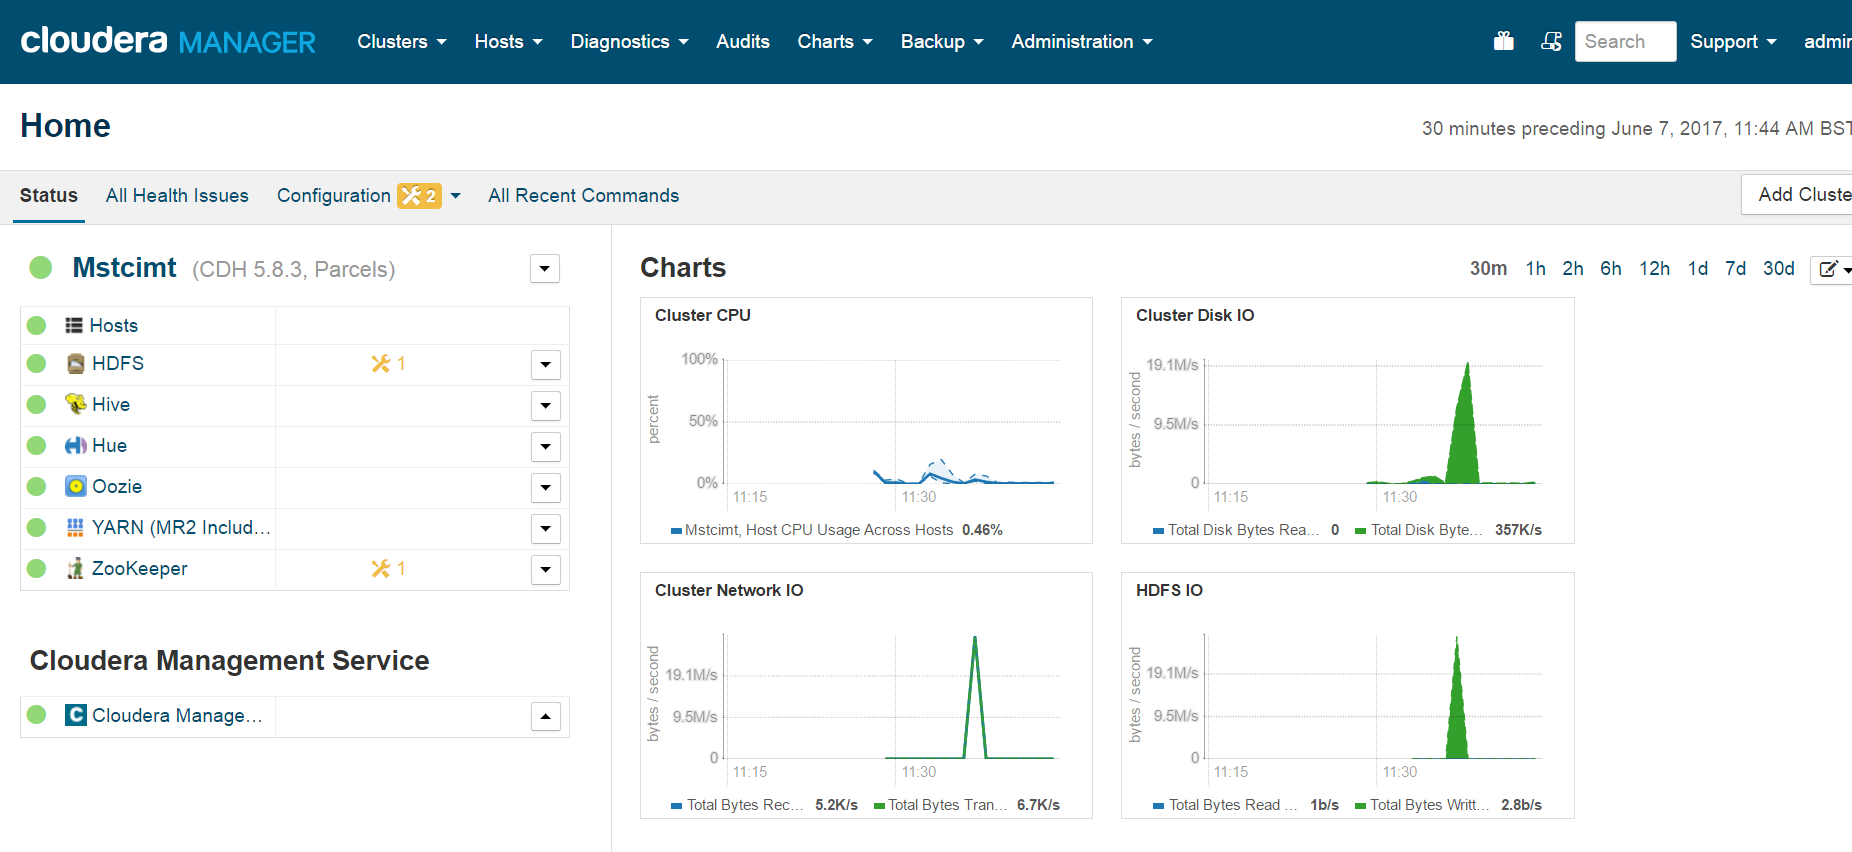 cloudera MANAGER Clusters Hosts Diagnostics Audits Charts Backup Administration Search Support admin
Home
30 minutes preceding June 7, 2017, 11:44 AM BST
Status All Health Issues Configuration 2 All Recent Commands Add Cluste
Mstcimt (CDH 5.8.3, Parcels)
Hosts
HDFS 1
Hive
Hue
Oozie
YARN (MR2 Includ...
ZooKeeper 1
Cloudera Management Service
C Cloudera Manage...
Charts 30m 1h 2h 6h 12h 1d 7d 30d
Cluster CPU
percent
100%
50%
0%
11:15 11:30
Mstcimt, Host CPU Usage Across Hosts 0.46%
Cluster Disk IO
bytes / second
19.1M/s
9.5M/s
0
11:15 11:30
Total Disk Bytes Rea... 0 Total Disk Byte... 357K/s
Cluster Network IO
bytes / second
19.1M/s
9.5M/s
0
11:15 11:30
Total Bytes Rec... 5.2K/s Total Bytes Tran... 6.7K/s
HDFS IO
bytes / second
19.1M/s
9.5M/s
0
11:15 11:30
Total Bytes Read ... 1b/s Total Bytes Writt... 2.8b/s